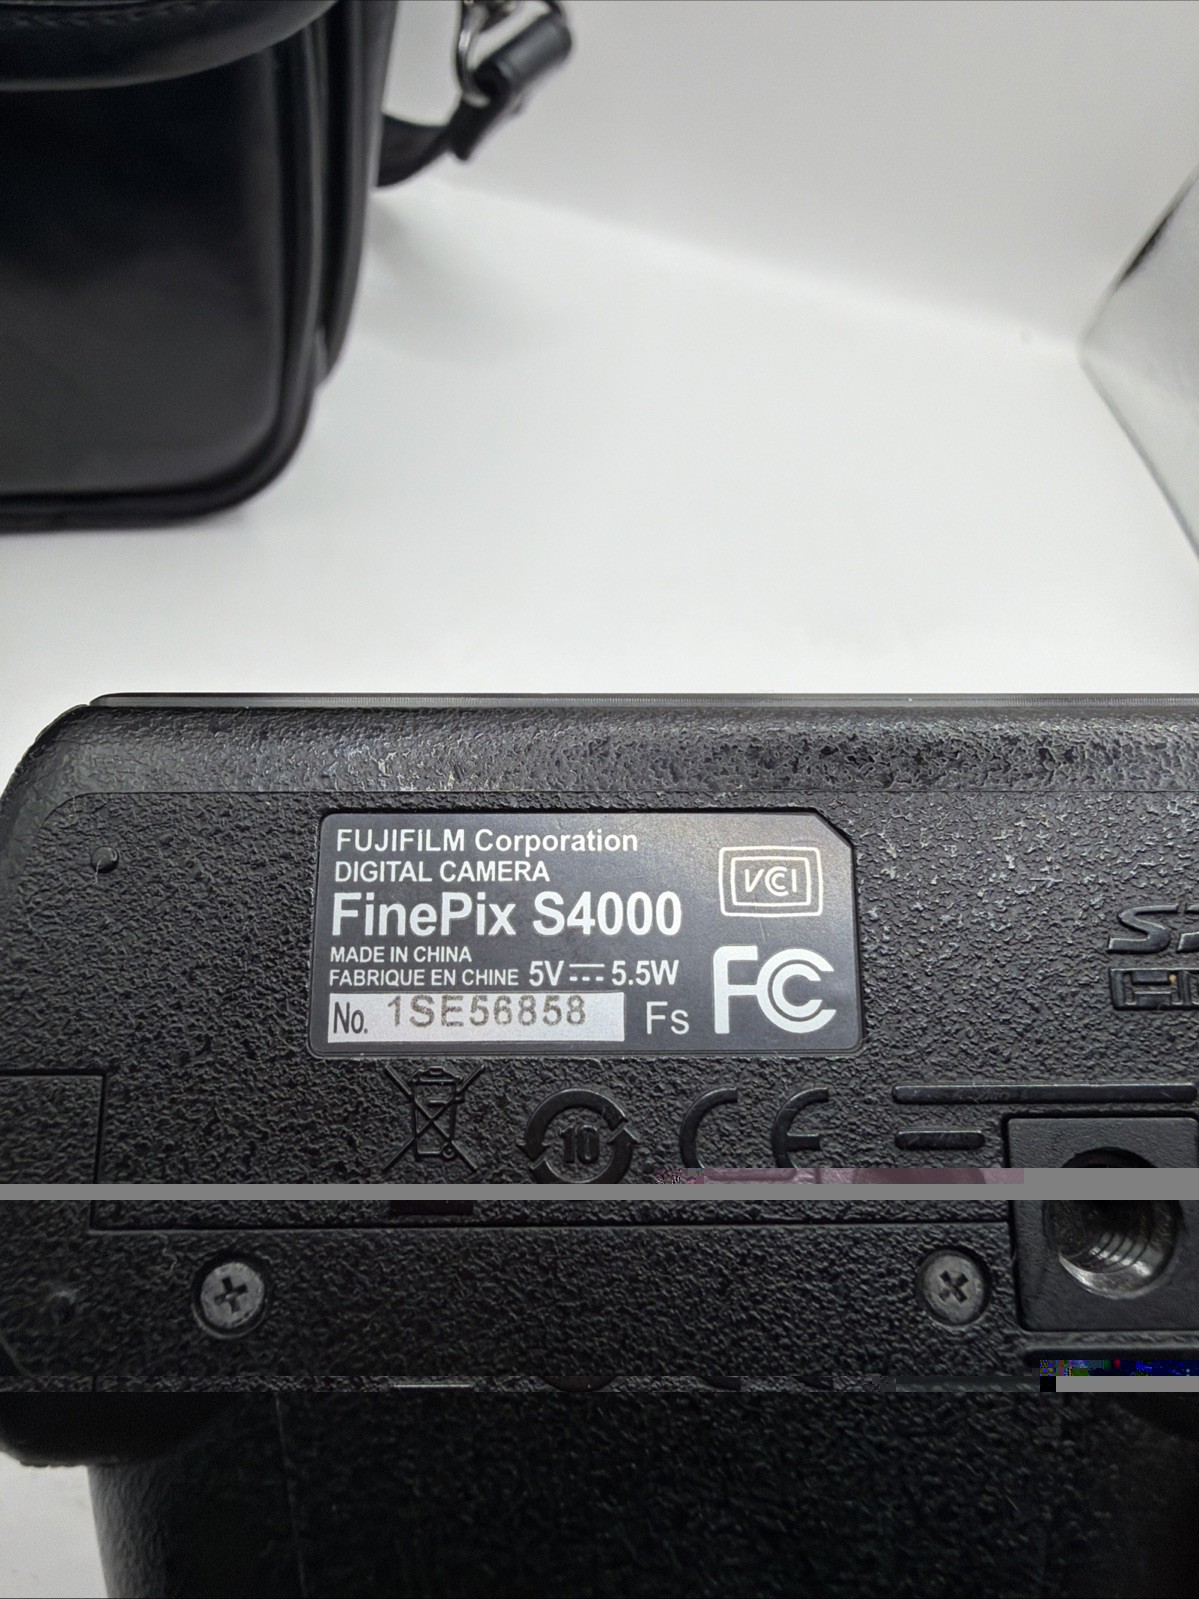 FUJIFILM Corporation
DIGITAL CAMERA
FinePix S4000
MADE IN CHINA
FABRIQUE EN CHINE 5V⎓5.5W
No. 1SE56858 Fs
VCCI
FC
10
CE